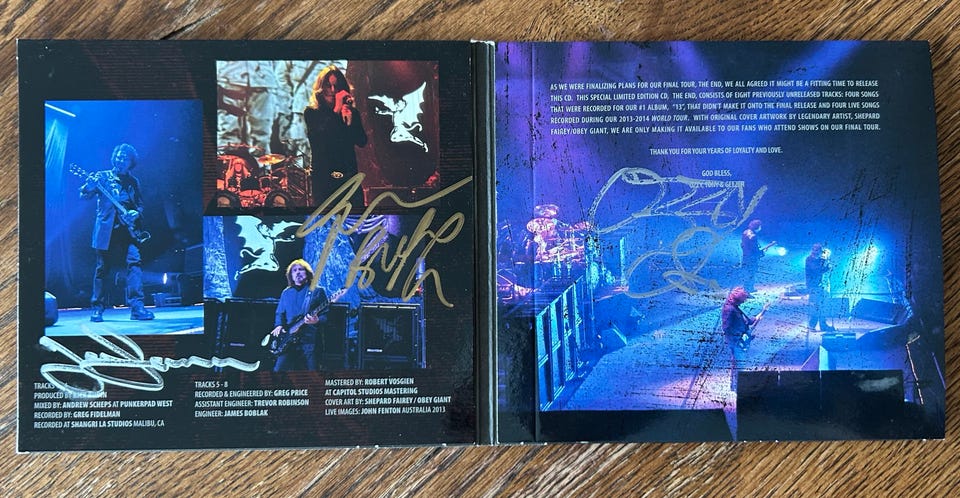 TRACKS
PRODUCED BY RICK RUBIN
MIXED BY: ANDREW SCHEPS AT PUNKERPAD WEST
RECORDED BY: GREG FIDELMAN
RECORDED AT SHANGRI LA STUDIOS MALIBU, CA
TRACKS 5 - 8
RECORDED & ENGINEERED BY: GREG PRICE
ASSISTANT ENGINEER: TREVOR ROBINSON
ENGINEER: JAMES BOBLAK
MASTERED BY: ROBERT VOSGIEN
AT CAPITOL STUDIOS MASTERING
COVER ART BY: SHEPARD FAIREY / OBEY GIANT
LIVE IMAGES: JOHN FENTON AUSTRALIA 2013
AS WE WERE FINALIZING PLANS FOR OUR FINAL TOUR, THE END, WE ALL AGREED IT MIGHT BE A FITTING TIME TO RELEASE
THIS CD. THIS SPECIAL LIMITED EDITION CD, THE END, CONSISTS OF EIGHT PREVIOUSLY UNRELEASED TRACKS: FOUR SONGS
THAT WERE RECORDED FOR OUR #1 ALBUM, "13", THAT DIDN'T MAKE IT ONTO THE FINAL RELEASE AND FOUR LIVE SONGS
RECORDED DURING OUR 2013-2014 WORLD TOUR. WITH ORIGINAL COVER ARTWORK BY LEGENDARY ARTIST, SHEPARD
FAIREY/OBEY GIANT, WE ARE ONLY MAKING IT AVAILABLE TO OUR FANS WHO ATTEND SHOWS ON OUR FINAL TOUR.
THANK YOU FOR YOUR YEARS OF LOYALTY AND LOVE.
GOD BLESS,
OZZY, TONY & GEEZER
OZZY